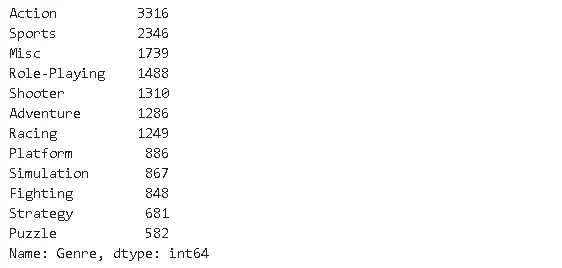 Action 3316
Sports 2346
Misc 1739
Role-Playing 1488
Shooter 1310
Adventure 1286
Racing 1249
Platform 886
Simulation 867
Fighting 848
Strategy 681
Puzzle 582
Name: Genre, dtype: int64